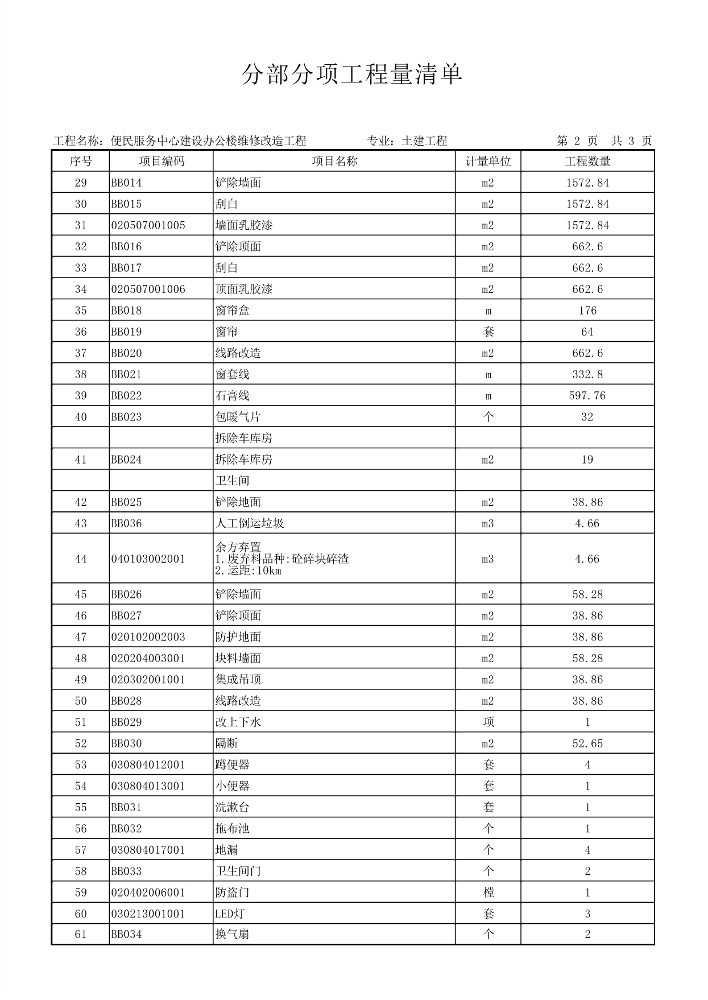 分部分项工程量清单
工程名称: 便民服务中心建设办公楼维修改造工程 专业: 土建工程 第 2 页 共 3 页
序号 项目编码 项目名称 计量单位 工程数量
29 BB014 铲除墙面 m2 1572.84
30 BB015 刮白 m2 1572.84
31 020507001005 墙面乳胶漆 m2 1572.84
32 BB016 铲除顶面 m2 662.6
33 BB017 刮白 m2 662.6
34 020507001006 顶面乳胶漆 m2 662.6
35 BB018 窗帘盒 m 176
36 BB019 窗帘 套 64
37 BB020 线路改造 m2 662.6
38 BB021 窗套线 m 332.8
39 BB022 石膏线 m 597.76
40 BB023 包暖气片 个 32
拆除车库房
41 BB024 拆除车库房 m2 19
卫生间
42 BB025 铲除地面 m2 38.86
43 BB036 人工倒运垃圾 m3 4.66
44 040103002001 余方弃置 m3 4.66
1.废弃料品种:砼碎块碎渣
2.运距:10km
45 BB026 铲除墙面 m2 58.28
46 BB027 铲除顶面 m2 38.86
47 020102002003 防护地面 m2 38.86
48 020204003001 块料墙面 m2 58.28
49 020302001001 集成吊顶 m2 38.86
50 BB028 线路改造 m2 38.86
51 BB029 改上下水 项 1
52 BB030 隔断 m2 52.65
53 030804012001 蹲便器 套 4
54 030804013001 小便器 套 1
55 BB031 洗漱台 套 1
56 BB032 拖布池 个 1
57 030804017001 地漏 个 4
58 BB033 卫生间门 个 2
59 020402006001 防盗门 樘 1
60 030213001001 LED灯 套 3
61 BB034 换气扇 个 2